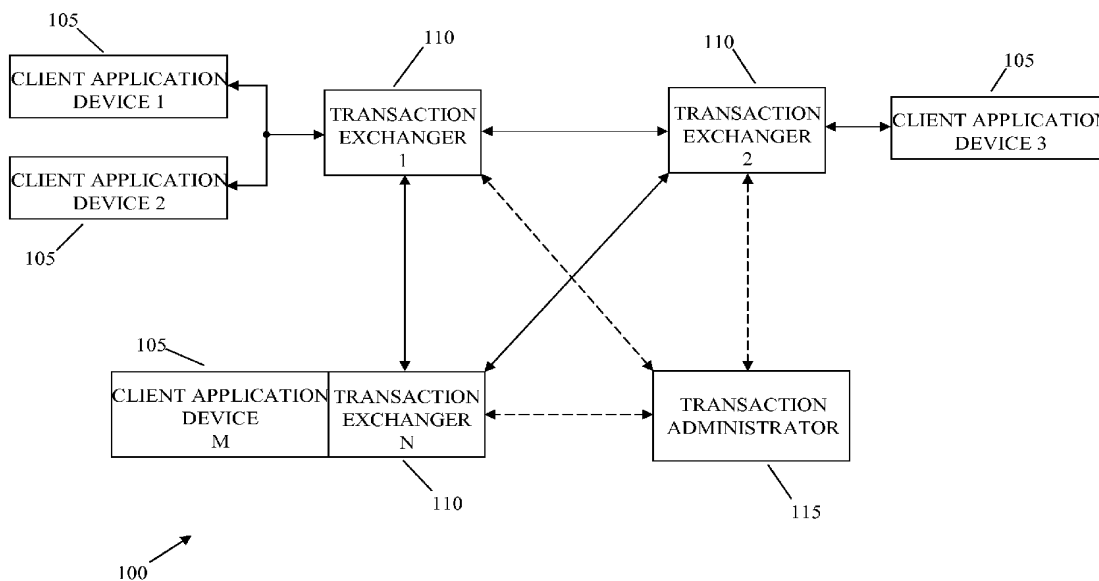 105
CLIENT APPLICATION
DEVICE 1
110
TRANSACTION
EXCHANGER
1
110
TRANSACTION
EXCHANGER
2
105
CLIENT APPLICATION
DEVICE 3
CLIENT APPLICATION
DEVICE 2
105
105
CLIENT APPLICATION
DEVICE
M
TRANSACTION
EXCHANGER
N
110
TRANSACTION
ADMINISTRATOR
115
100